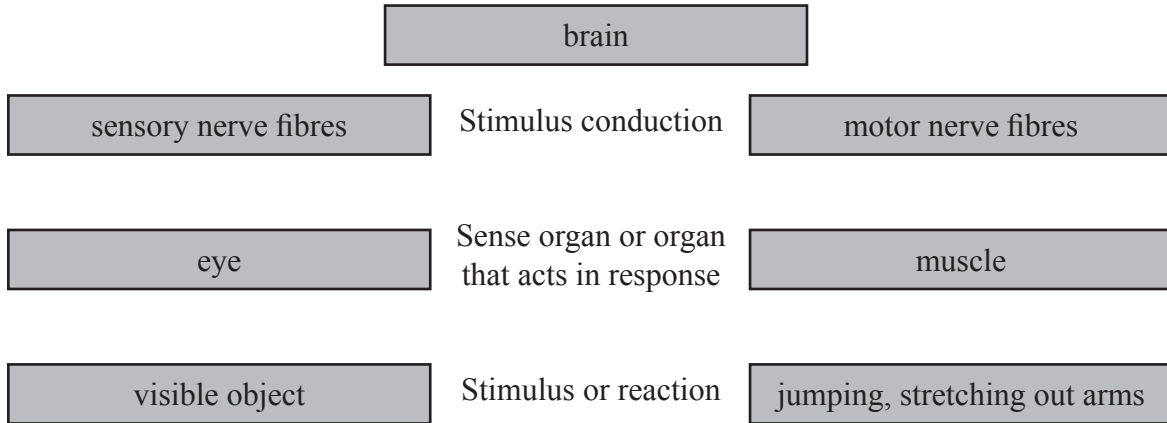 brain
sensory nerve fibres
Stimulus conduction
motor nerve fibres
eye
Sense organ or organ
that acts in response
muscle
visible object
Stimulus or reaction
jumping, stretching out arms